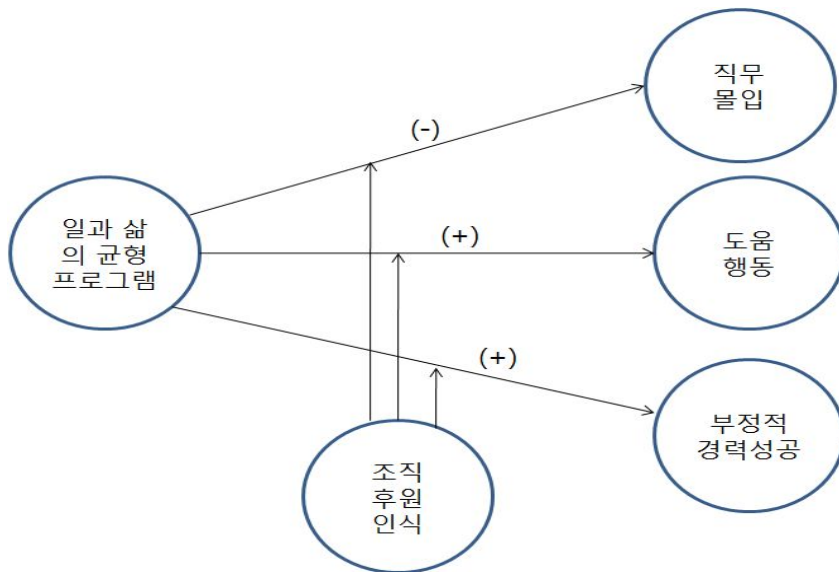 직무
몰입
(-)
일과 삶
의 균형
프로그램
(+)
도움
행동
(+)
부정적
경력성공
조직
후원
인식